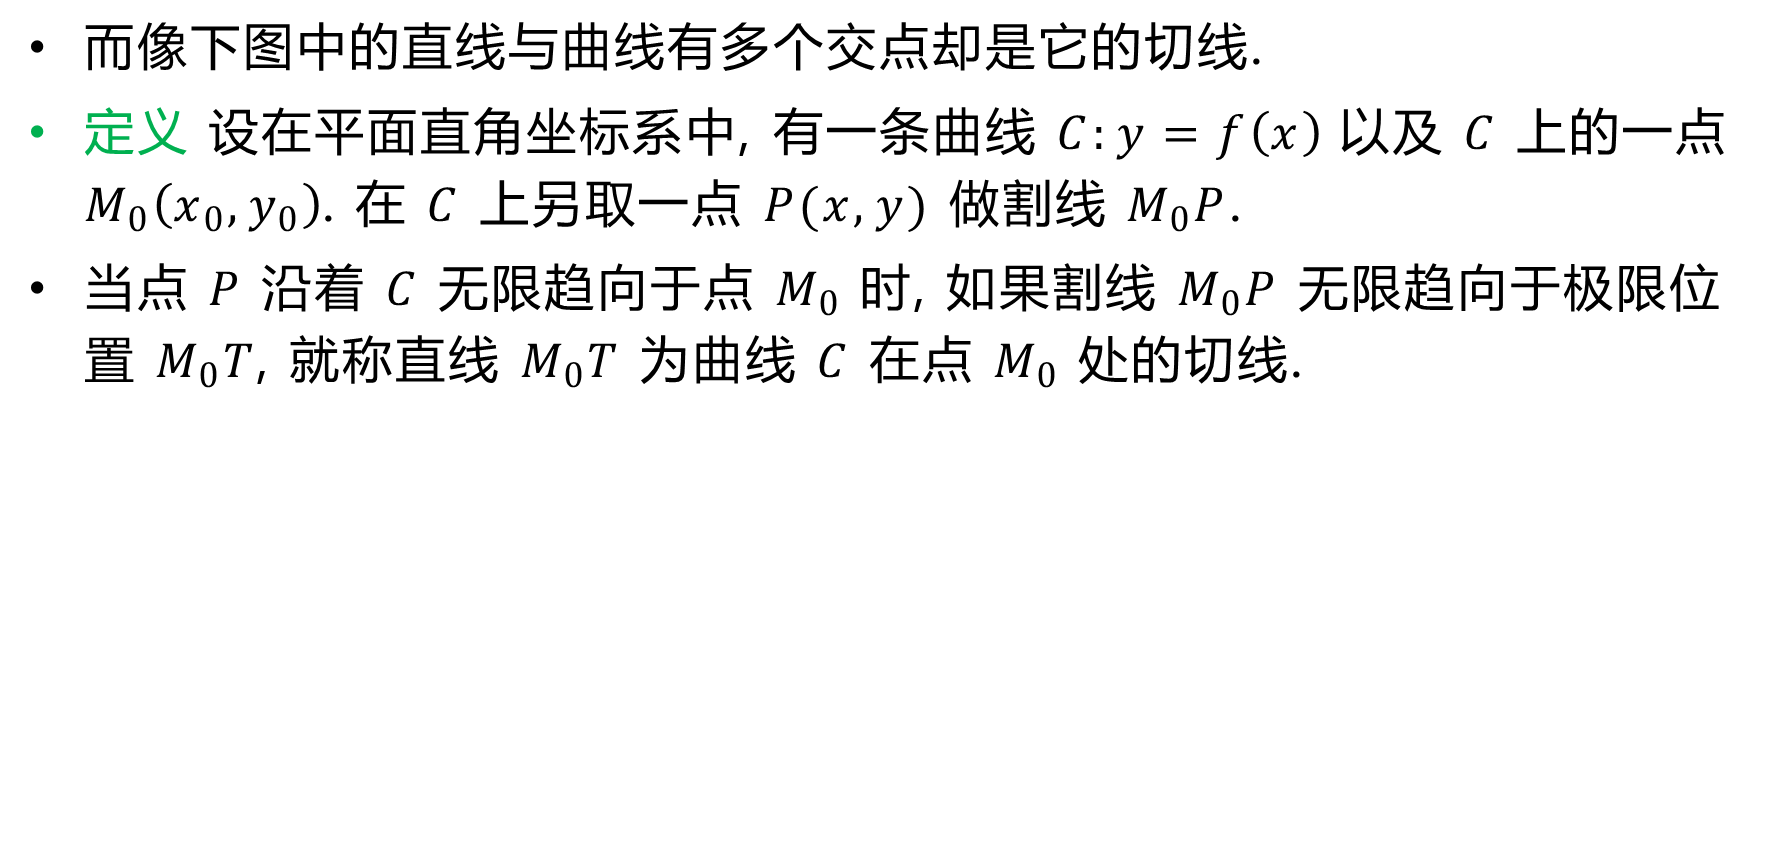 • 而像下图中的直线与曲线有多个交点却是它的切线.
• 定义 设在平面直角坐标系中, 有一条曲线 C: y = f(x) 以及 C 上的一点
M₀(x₀, y₀). 在 C 上另取一点 P(x, y) 做割线 M₀P.
• 当点 P 沿着 C 无限趋向于点 M₀ 时, 如果割线 M₀P 无限趋向于极限位
置 M₀T, 就称直线 M₀T 为曲线 C 在点 M₀ 处的切线.